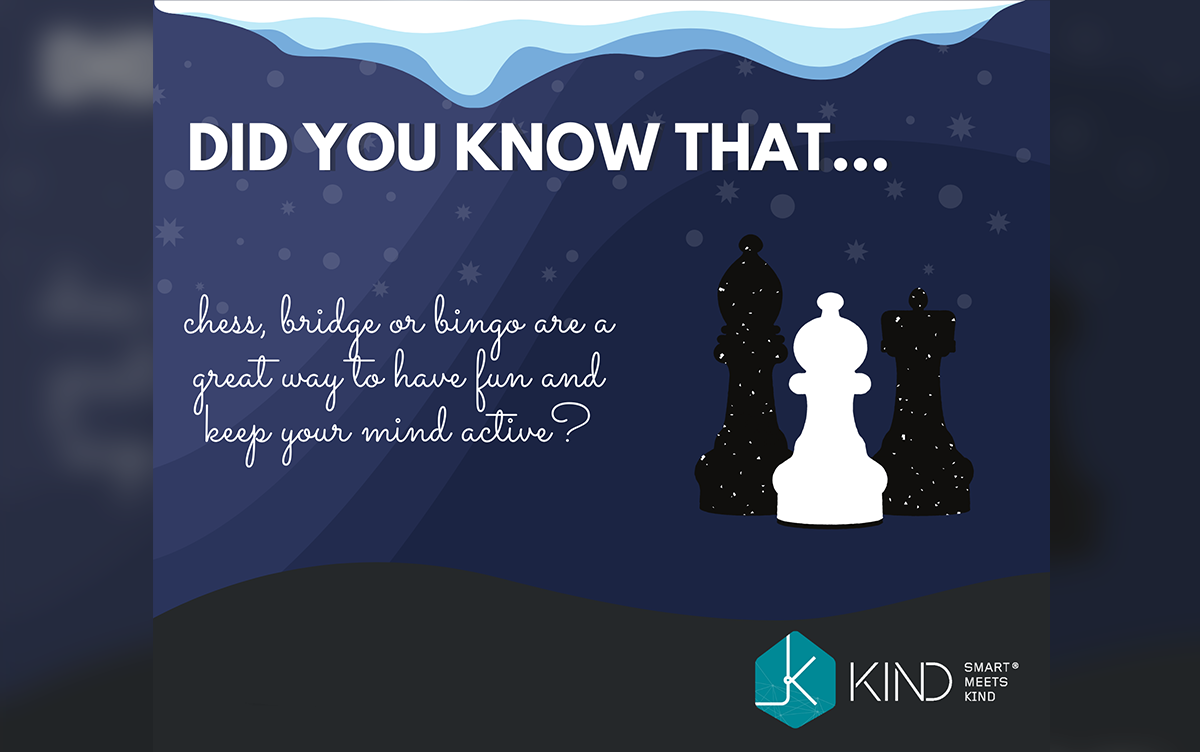 DID YOU KNOW THAT...
chess, bridge or bingo are a
great way to have fun and
keep your mind active?
KIND
SMART®
MEETS
KIND